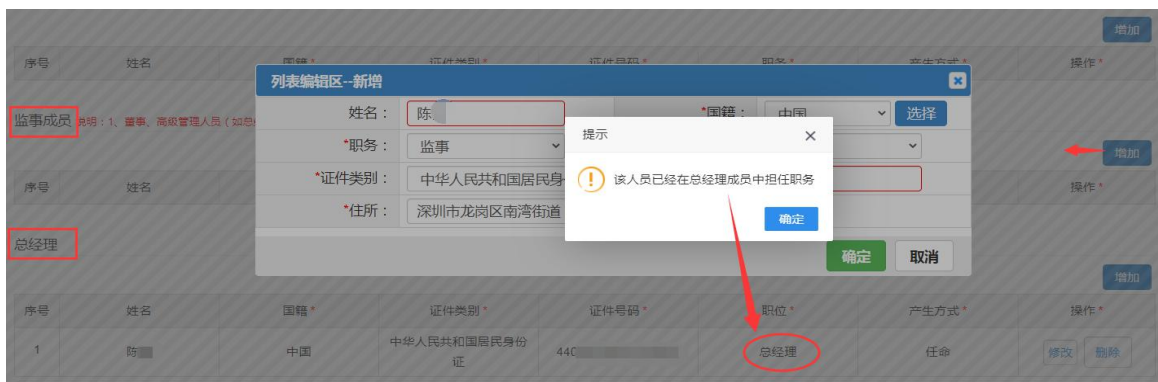 增加
序号 姓名 国籍* 证件类别* 证件号码* 职务* 产生方式* 操作*
列表编辑区--新增
监事成员 说明：1、董事、高级管理人员（如总
姓名： 陈 *国籍： 中国 选择
*职务： 监事
提示
该人员已经在总经理成员中担任职务
确定
增加
*证件类别： 中华人民共和国居民身
序号 姓名 操作*
*住所： 深圳市龙岗区南湾街道
总经理
确定 取消
增加
序号 姓名 国籍* 证件类别* 证件号码* 职位* 产生方式* 操作*
1 陈 中国 中华人民共和国居民身份证 440 总经理 任命 修改 删除